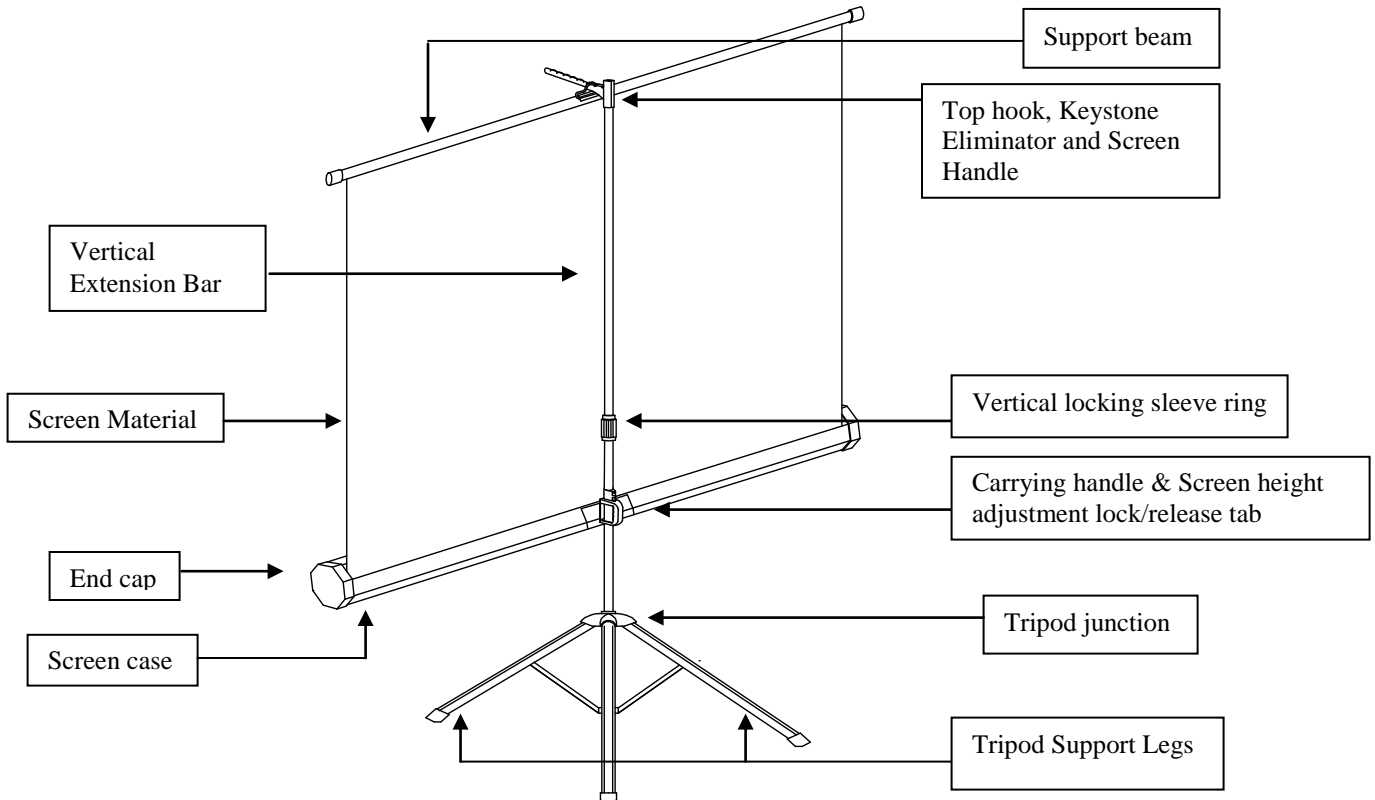 Support beam
Top hook, Keystone
Eliminator and Screen
Handle
Vertical
Extension Bar
Screen Material
Vertical locking sleeve ring
Carrying handle & Screen height
adjustment lock/release tab
End cap
Tripod junction
Screen case
Tripod Support Legs